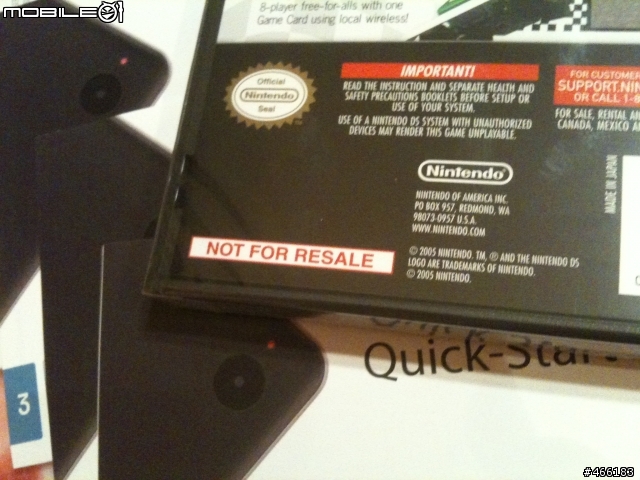 MOBILE01
8-player free-for-alls with one
Game Card using local wireless!
Official
Nintendo
Seal
IMPORTANT!
READ THE INSTRUCTION AND SEPARATE HEALTH AND
SAFETY PRECAUTIONS BOOKLETS BEFORE SETUP OR
USE OF YOUR SYSTEM.
USE OF A NINTENDO DS SYSTEM WITH UNAUTHORIZED
DEVICES MAY RENDER THIS GAME UNPLAYABLE.
FOR CUSTOMER
SUPPORT.NIN
OR CALL 1-8
FOR SALE, RENTAL AN
CANADA, MEXICO A
Nintendo
NINTENDO OF AMERICA INC.
PO BOX 957, REDMOND, WA
98073-0957 U.S.A.
WWW.NINTENDO.COM
MADE IN JAPAN
NOT FOR RESALE
© 2005 NINTENDO. TM, ® AND THE NINTENDO DS
LOGO ARE TRADEMARKS OF NINTENDO.
© 2005 NINTENDO.
Quick-Star
3
#466183